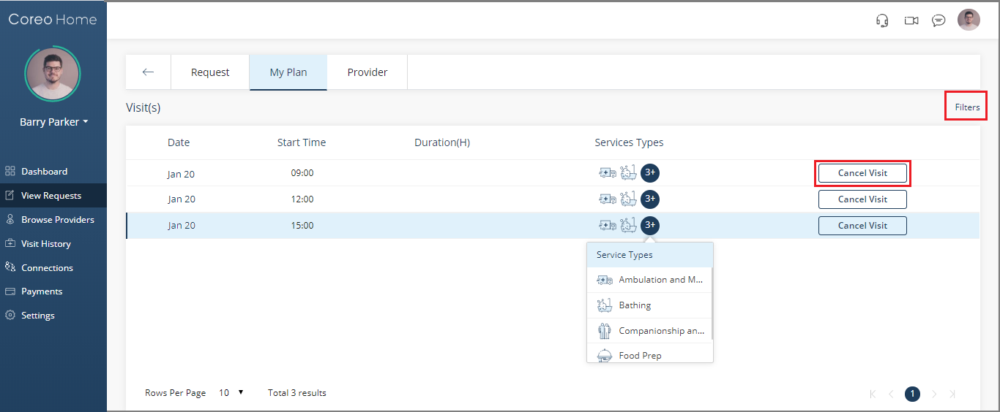 Coreo Home
Barry Parker
Dashboard
View Requests
Browse Providers
Visit History
Connections
Payments
Settings
Request My Plan Provider
Visit(s) Filters
Date Start Time Duration(H) Services Types
Jan 20 09:00 3+ Cancel Visit
Jan 20 12:00 3+ Cancel Visit
Jan 20 15:00 3+ Cancel Visit
Service Types
Ambulation and M...
Bathing
Companionship an...
Food Prep
Rows Per Page 10 Total 3 results 1